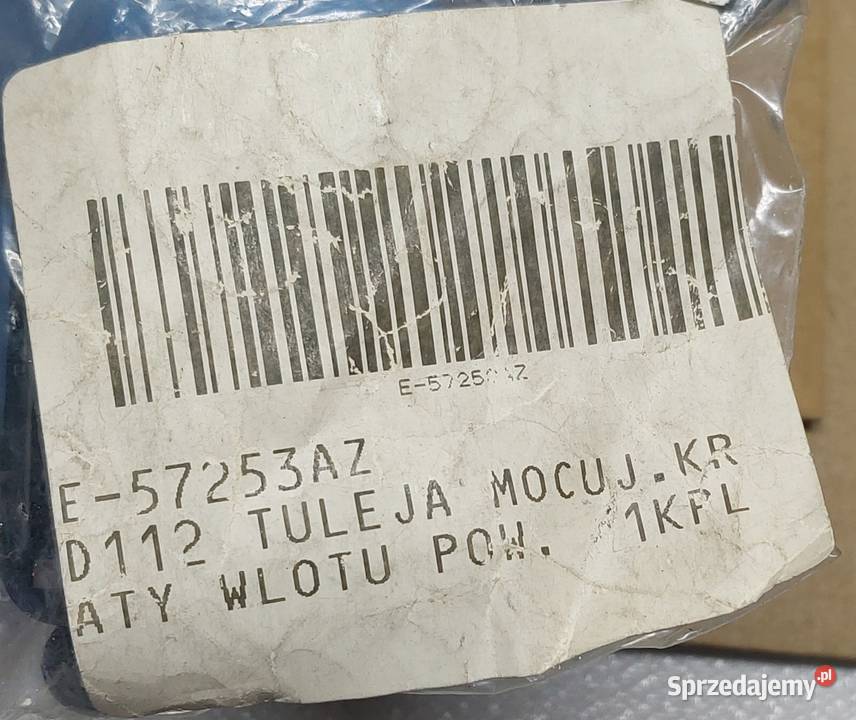 E-57253AZ
E-57253AZ
D112 TULEJA MOCUJ.KR
ATY WLOTU POW. 1KPL
Sprzedajemy.pl